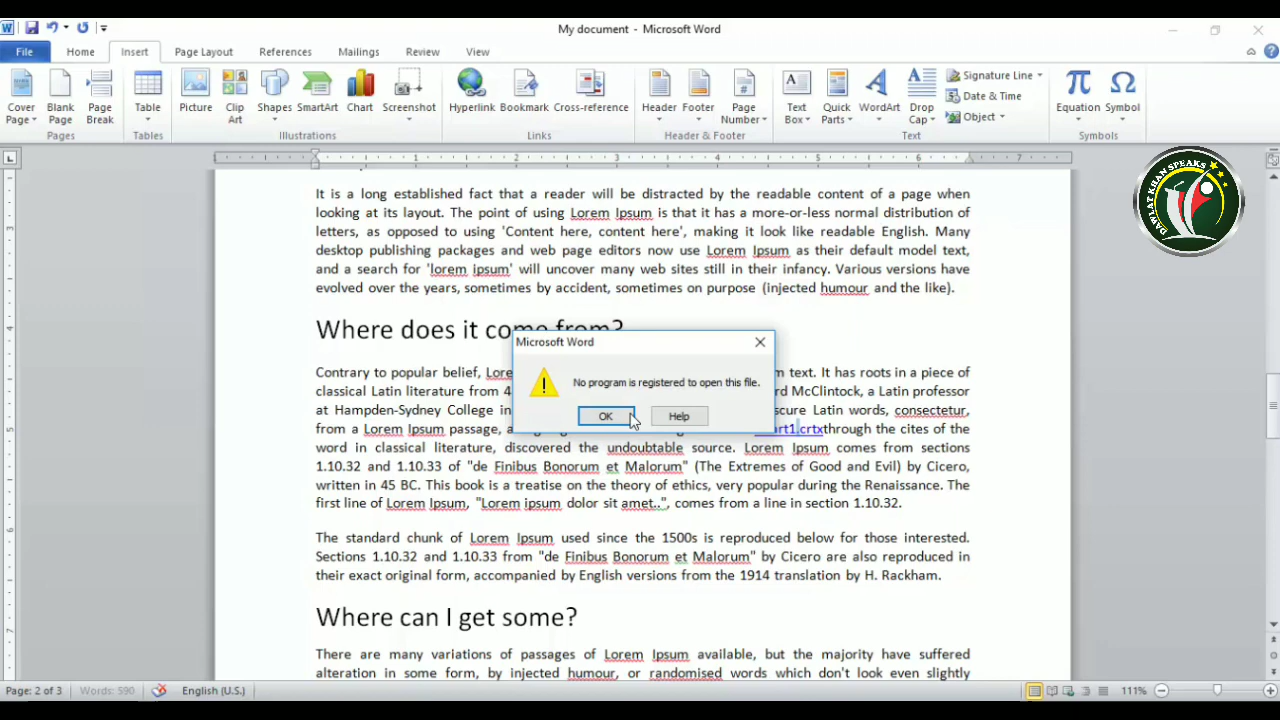 My document - Microsoft Word
File Home Insert Page Layout References Mailings Review View
Cover Page Blank Page Page Break Table Picture Clip Art Shapes SmartArt Chart Screenshot Hyperlink Bookmark Cross-reference Header Footer Page Number Text Box Quick Parts WordArt Drop Cap Signature Line Date & Time Object Equation Symbol
Pages Tables Illustrations Links Header & Footer Text Symbols
1 2 3 4 5 6 7
DAWLAT KHAN SPEAKS
It is a long established fact that a reader will be distracted by the readable content of a page when
looking at its layout. The point of using Lorem Ipsum is that it has a more-or-less normal distribution of
letters, as opposed to using 'Content here, content here', making it look like readable English. Many
desktop publishing packages and web page editors now use Lorem Ipsum as their default model text,
and a search for 'lorem ipsum' will uncover many web sites still in their infancy. Various versions have
evolved over the years, sometimes by accident, sometimes on purpose (injected humour and the like).
Where does it come from?
Microsoft Word
No program is registered to open this file.
OK Help
Contrary to popular belief, Lore m text. It has roots in a piece of
classical Latin literature from 4 rd McClintock, a Latin professor
at Hampden-Sydney College in scure Latin words, consectetur,
from a Lorem Ipsum passage, a art1.crtxthrough the cites of the
word in classical literature, discovered the undoubtable source. Lorem Ipsum comes from sections
1.10.32 and 1.10.33 of "de Finibus Bonorum et Malorum" (The Extremes of Good and Evil) by Cicero,
written in 45 BC. This book is a treatise on the theory of ethics, very popular during the Renaissance. The
first line of Lorem Ipsum, "Lorem ipsum dolor sit amet..", comes from a line in section 1.10.32.
The standard chunk of Lorem Ipsum used since the 1500s is reproduced below for those interested.
Sections 1.10.32 and 1.10.33 from "de Finibus Bonorum et Malorum" by Cicero are also reproduced in
their exact original form, accompanied by English versions from the 1914 translation by H. Rackham.
Where can I get some?
There are many variations of passages of Lorem Ipsum available, but the majority have suffered
alteration in some form, by injected humour, or randomised words which don't look even slightly
Page: 2 of 3 Words: 590 English (U.S.) 111%